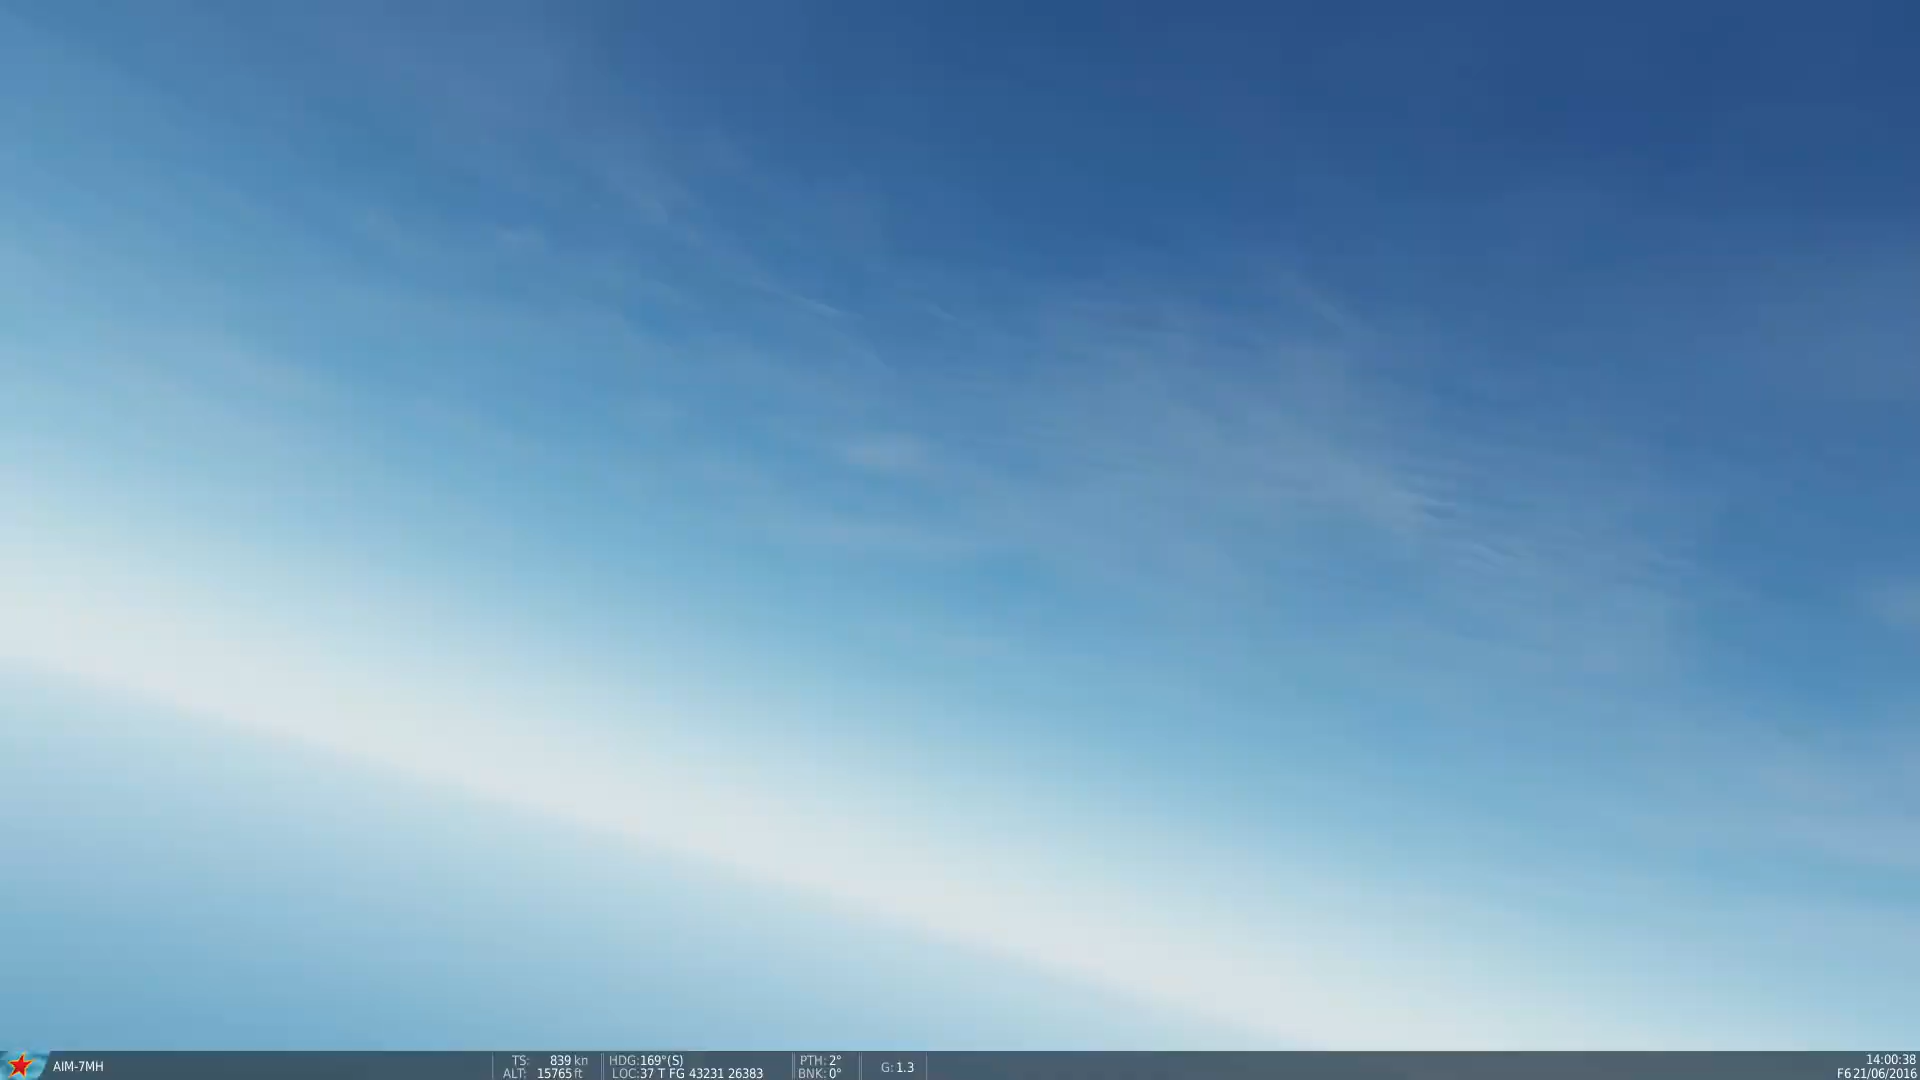 AIM-7MH
TS: 839 kn
ALT: 15765 ft
HDG:169°(S)
LOC:37 T FG 43231 26383
PTH: 2°
BNK: 0°
G: 1.3
14:00:38
F6 21/06/2016